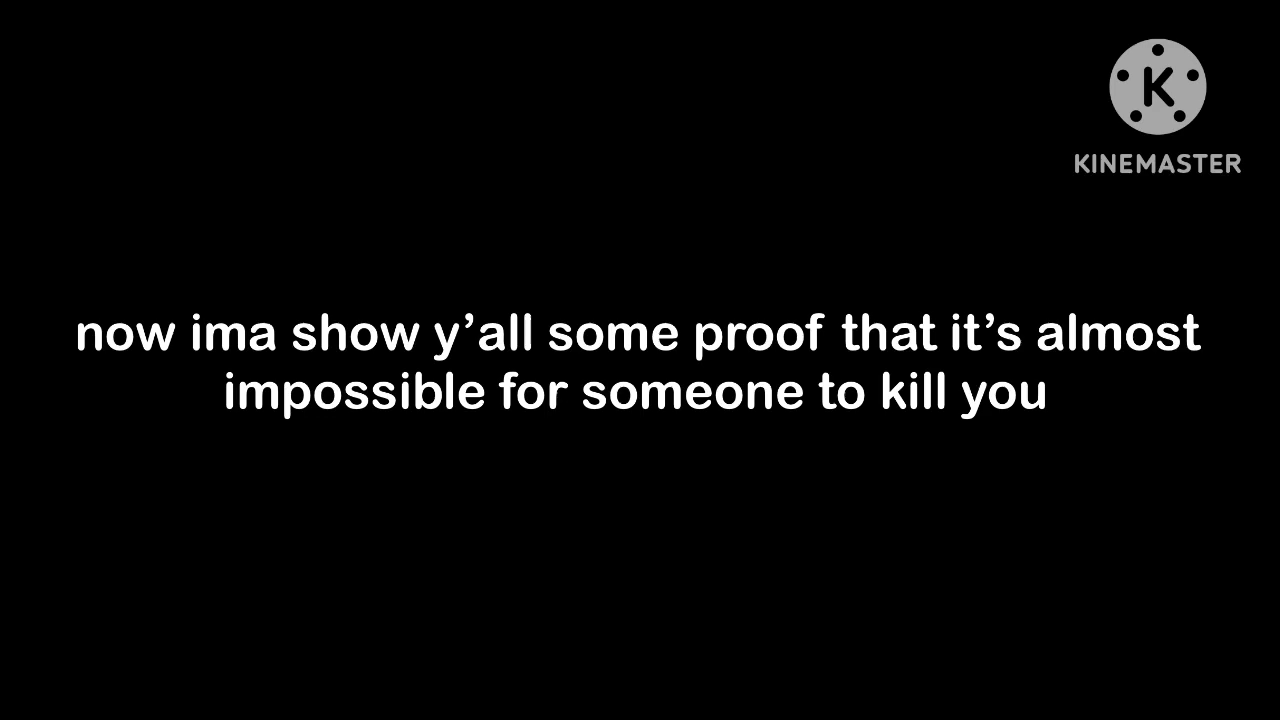 K
KINEMASTER
now ima show y’all some proof that it’s almost
impossible for someone to kill you